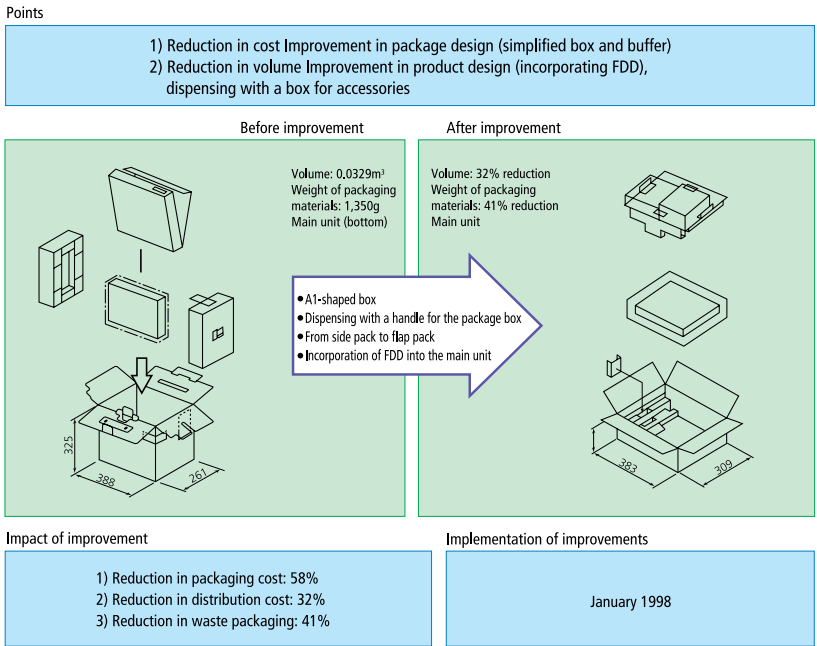 Points
1) Reduction in cost Improvement in package design (simplified box and buffer)
2) Reduction in volume Improvement in product design (incorporating FDD),
dispensing with a box for accessories
Before improvement
After improvement
Volume: 0.0329m³
Weight of packaging
materials: 1,350g
Main unit (bottom)
Volume: 32% reduction
Weight of packaging
materials: 41% reduction
Main unit
•A1-shaped box
•Dispensing with a handle for the package box
•From side pack to flap pack
•Incorporation of FDD into the main unit
325
388
261
383
309
Impact of improvement
1) Reduction in packaging cost: 58%
2) Reduction in distribution cost: 32%
3) Reduction in waste packaging: 41%
Implementation of improvements
January 1998